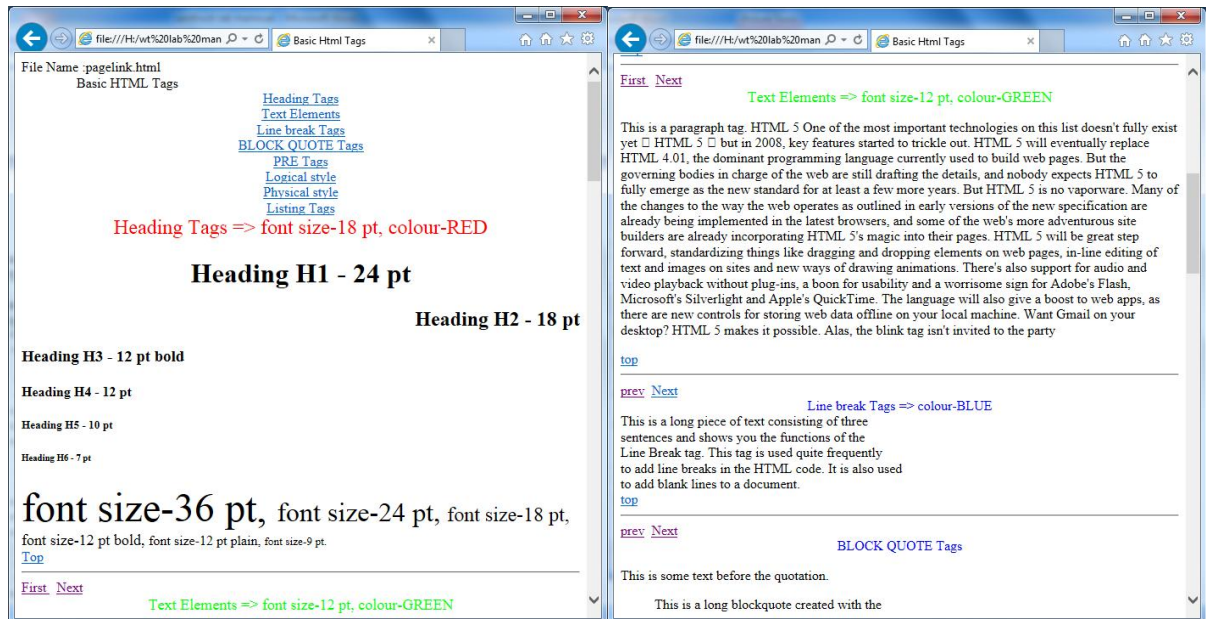 file:///H:/wt%20lab%20man
Basic Html Tags
File Name :pagelink.html
Basic HTML Tags
Heading Tags
Text Elements
Line break Tags
BLOCK QUOTE Tags
PRE Tags
Logical style
Physical style
Listing Tags
Heading Tags => font size-18 pt, colour-RED
Heading H1 - 24 pt
Heading H2 - 18 pt
Heading H3 - 12 pt bold
Heading H4 - 12 pt
Heading H5 - 10 pt
Heading H6 - 7 pt
font size-36 pt, font size-24 pt, font size-18 pt,
font size-12 pt bold, font size-12 pt plain, font size-9 pt.
Top
First Next
Text Elements => font size-12 pt, colour-GREEN
file:///H:/wt%20lab%20man
Basic Html Tags
First Next
Text Elements => font size-12 pt, colour-GREEN
This is a paragraph tag. HTML 5 One of the most important technologies on this list doesn't fully exist
yet □ HTML 5 □ but in 2008, key features started to trickle out. HTML 5 will eventually replace
HTML 4.01, the dominant programming language currently used to build web pages. But the
governing bodies in charge of the web are still drafting the details, and nobody expects HTML 5 to
fully emerge as the new standard for at least a few more years. But HTML 5 is no vaporware. Many of
the changes to the way the web operates as outlined in early versions of the new specification are
already being implemented in the latest browsers, and some of the web's more adventurous site
builders are already incorporating HTML 5's magic into their pages. HTML 5 will be great step
forward, standardizing things like dragging and dropping elements on web pages, in-line editing of
text and images on sites and new ways of drawing animations. There's also support for audio and
video playback without plug-ins, a boon for usability and a worrisome sign for Adobe's Flash,
Microsoft's Silverlight and Apple's QuickTime. The language will also give a boost to web apps, as
there are new controls for storing web data offline on your local machine. Want Gmail on your
desktop? HTML 5 makes it possible. Alas, the blink tag isn't invited to the party
top
prev Next
Line break Tags => colour-BLUE
This is a long piece of text consisting of three
sentences and shows you the functions of the
Line Break tag. This tag is used quite frequently
to add line breaks in the HTML code. It is also used
to add blank lines to a document.
top
prev Next
BLOCK QUOTE Tags
This is some text before the quotation.
This is a long blockquote created with the